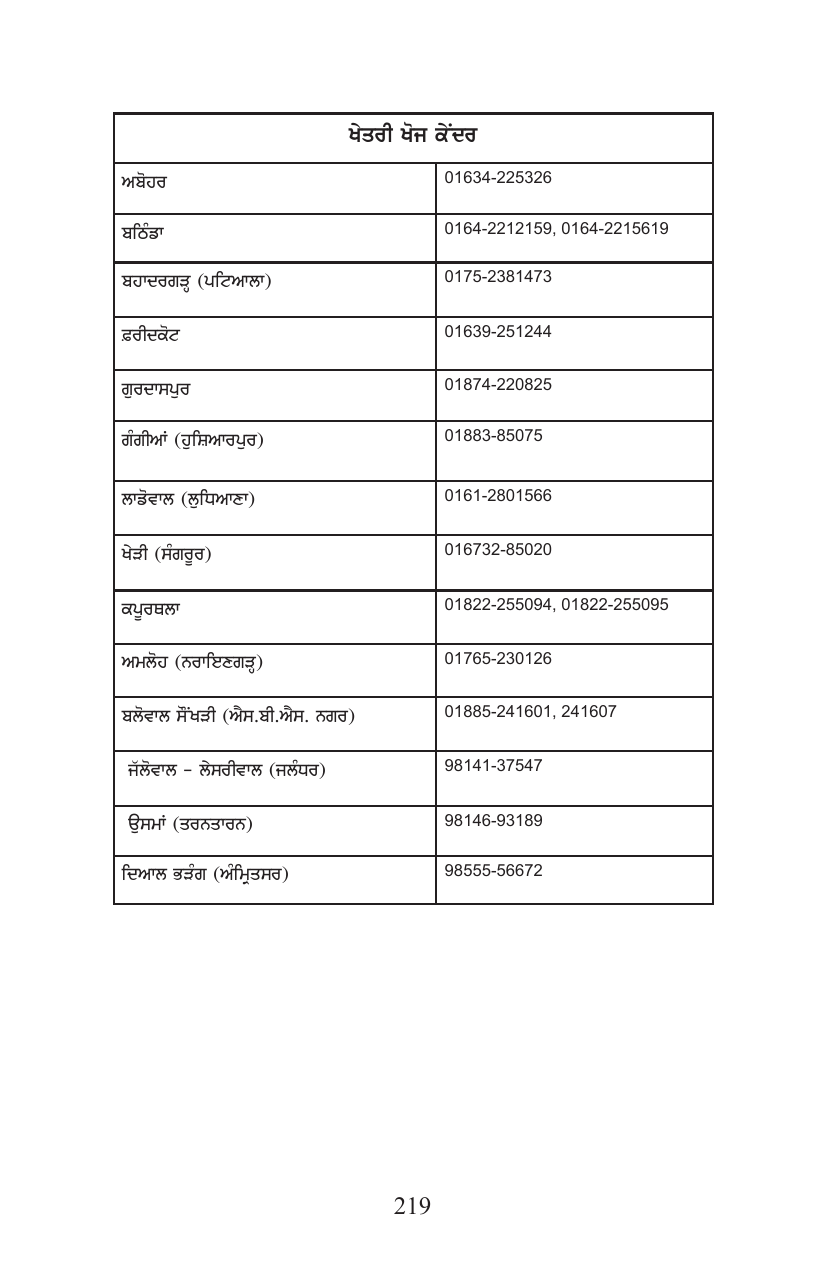 ਖੇਤਰੀ ਖੋਜ ਕੇਂਦਰ
ਅਬੋਹਰ 01634-225326
ਬਠਿੰਡਾ 0164-2212159, 0164-2215619
ਬਹਾਦਰਗੜ੍ਹ (ਪਟਿਆਲਾ) 0175-2381473
ਫ਼ਰੀਦਕੋਟ 01639-251244
ਗੁਰਦਾਸਪੁਰ 01874-220825
ਗੰਗੀਆਂ (ਹੁਸ਼ਿਆਰਪੁਰ) 01883-85075
ਲਾਡੋਵਾਲ (ਲੁਧਿਆਣਾ) 0161-2801566
ਖੇੜੀ (ਸੰਗਰੂਰ) 016732-85020
ਕਪੂਰਥਲਾ 01822-255094, 01822-255095
ਅਮਲੋਹ (ਨਰਾਇਣਗੜ੍ਹ) 01765-230126
ਬਲੋਵਾਲ ਸੌਂਖੜੀ (ਐਸ.ਬੀ.ਐਸ. ਨਗਰ) 01885-241601, 241607
ਜੱਲੋਵਾਲ - ਲੇਸਰੀਵਾਲ (ਜਲੰਧਰ) 98141-37547
ਉਸਮਾਂ (ਤਰਨਤਾਰਨ) 98146-93189
ਦਿਆਲ ਭੜੰਗ (ਅੰਮ੍ਰਿਤਸਰ) 98555-56672
219